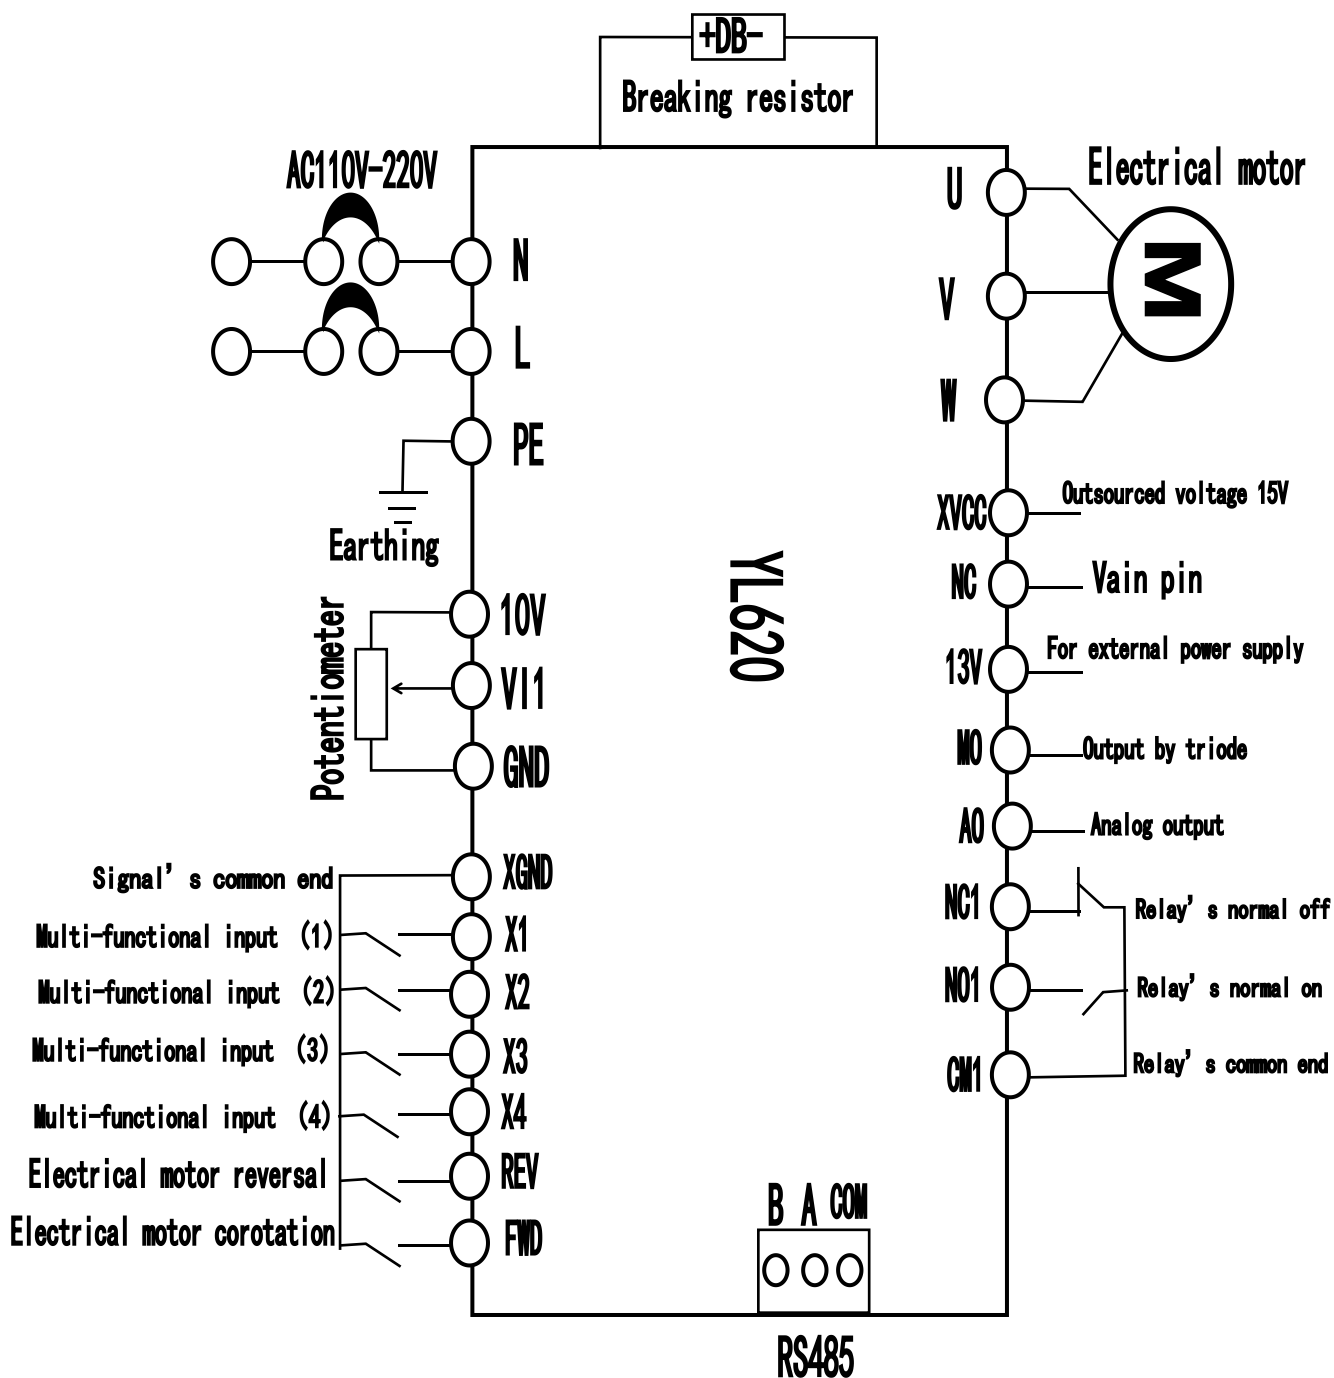 +DB-
Breaking resistor
AC110V-220V
N
L
PE
Earthing
10V
VI1
GND
Potentiometer
XGND
X1
X2
X3
X4
REV
FWD
Signal's common end
Multi-functional input (1)
Multi-functional input (2)
Multi-functional input (3)
Multi-functional input (4)
Electrical motor reversal
Electrical motor corotation
YL620
U
V
W
Electrical motor
M
XVCC
Outsourced voltage 15V
NC
Vain pin
13V
For external power supply
MO
Output by triode
AO
Analog output
NC1
Relay's normal off
NO1
Relay's normal on
CM1
Relay's common end
B A COM
RS485